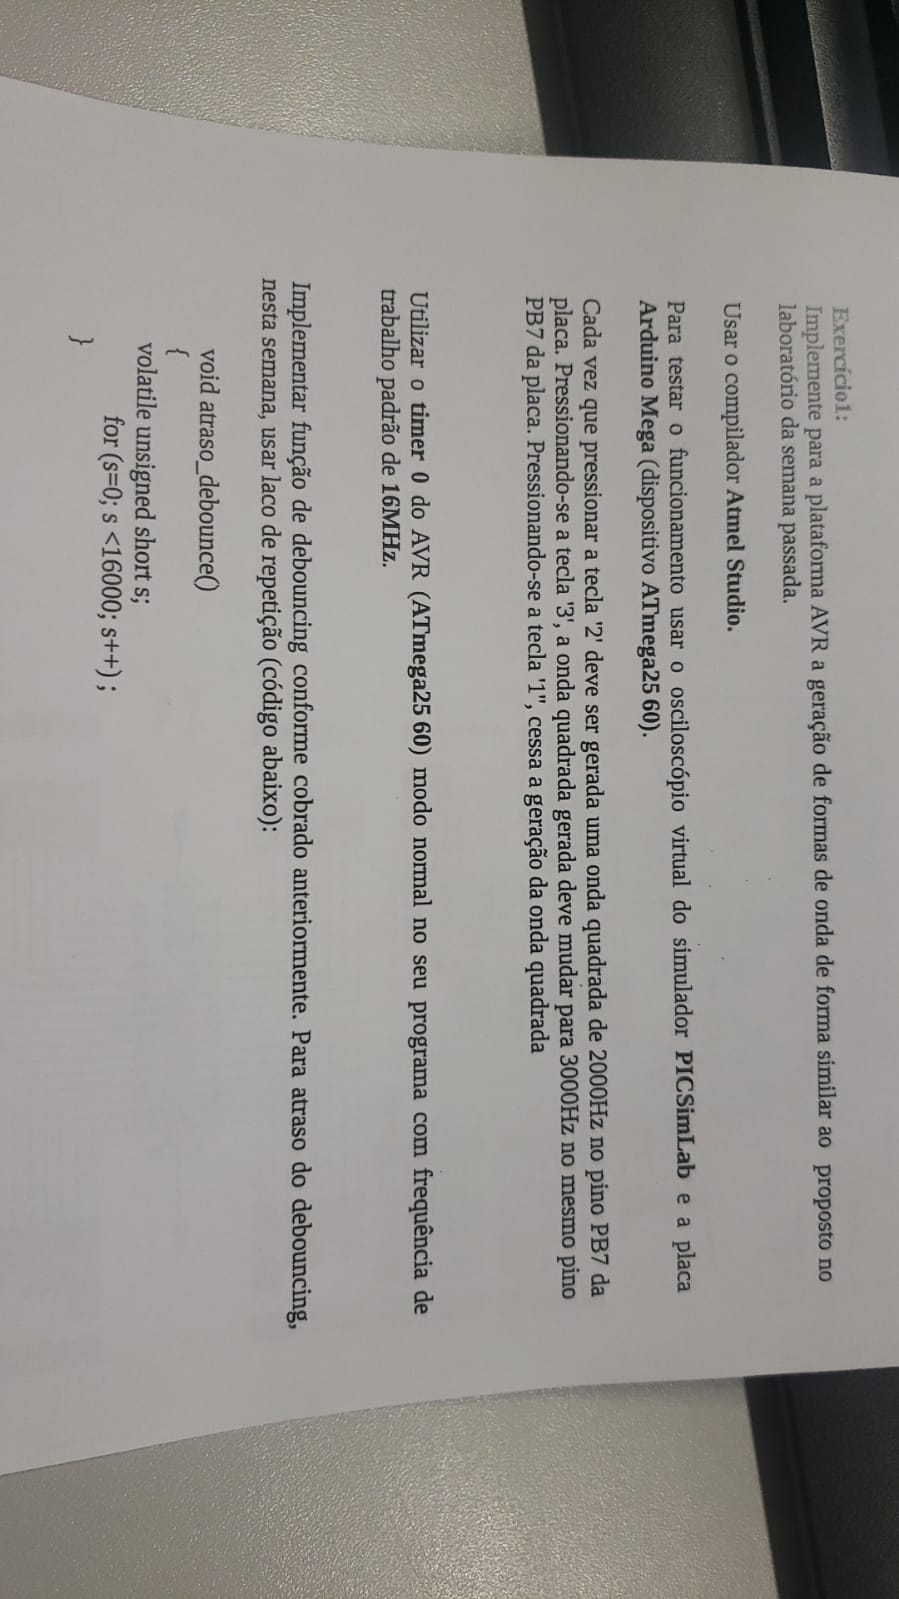 Exercício1:
Implemente para a plataforma AVR a geração de formas de onda de forma similar ao proposto no
laboratório da semana passada.
Usar o compilador Atmel Studio.
Para testar o funcionamento usar o osciloscópio virtual do simulador PICSimLab e a placa
Arduino Mega (dispositivo ATmega25 60).
Cada vez que pressionar a tecla '2' deve ser gerada uma onda quadrada de 2000Hz no pino PB7 da
placa. Pressionando-se a tecla '3', a onda quadrada gerada deve mudar para 3000Hz no mesmo pino
PB7 da placa. Pressionando-se a tecla '1", cessa a geração da onda quadrada
Utilizar o timer 0 do AVR (ATmega25 60) modo normal no seu programa com frequência de
trabalho padrão de 16MHz.
Implementar função de debouncing conforme cobrado anteriormente. Para atraso do debouncing,
nesta semana, usar laco de repetição (código abaixo):
void atraso_debounce()
{
volatile unsigned short s;
for (s=0; s <16000; s++) ;
}